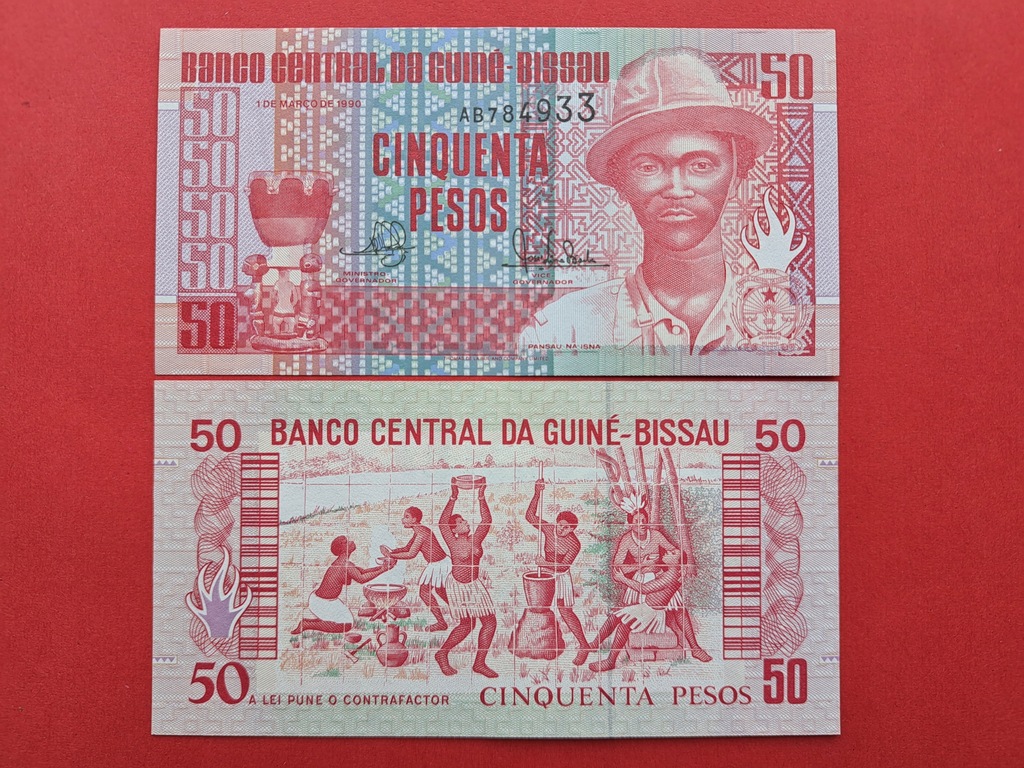 BANCO CENTRAL DA GUINÉ-BISSAU
50
1 DE MARÇO DE 1990
AB784933
50
50
50
50
CINQUENTA
PESOS
MINISTRO
GOVERNADOR
VICE
GOVERNADOR
50
PANSAU NA ISNA
50 BANCO CENTRAL DA GUINÉ-BISSAU 50
50 A LEI PUNE O CONTRAFACTOR CINQUENTA PESOS 50